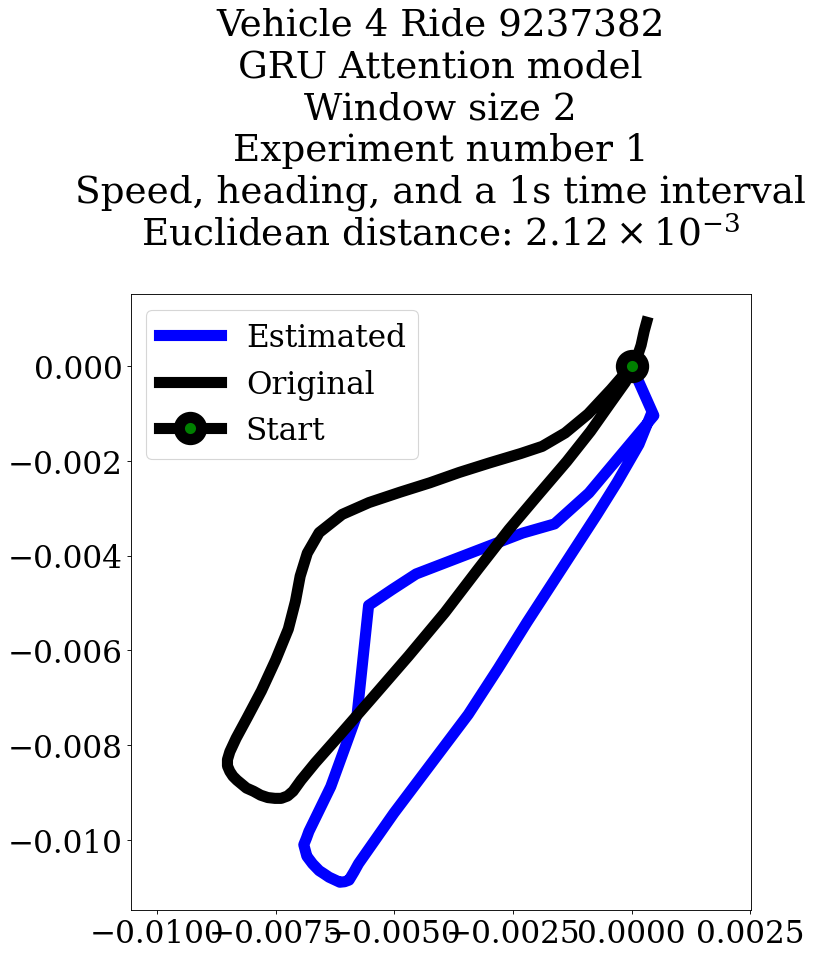 Vehicle 4 Ride 9237382
GRU Attention model
Window size 2
Experiment number 1
Speed, heading, and a 1s time interval
Euclidean distance: 2.12 × 10⁻³
Estimated
Original
Start
0.000
−0.002
−0.004
−0.006
−0.008
−0.010
−0.0100 −0.0075 −0.0050 −0.0025 0.0000 0.0025